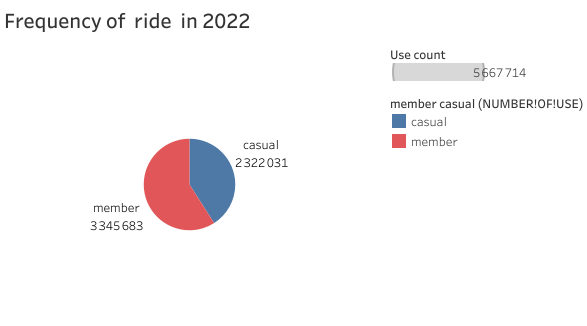 Frequency of ride in 2022
Use count
5 667 714
member casual (NUMBER!OF!USE)
casual
member
casual
2 322 031
member
3 345 683